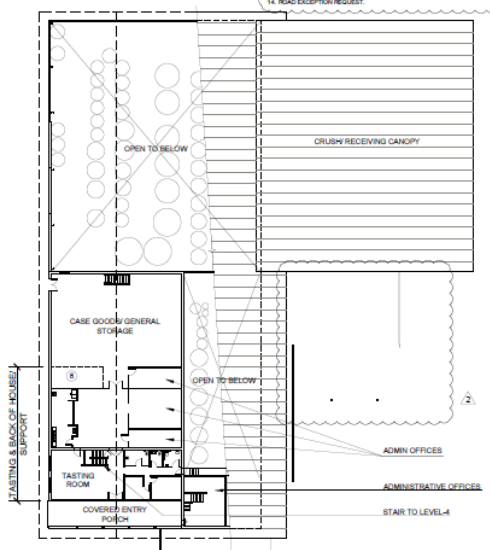 14. ROAD EXCEPTION REQUEST.
OPEN TO BELOW
CRUSH/ RECEIVING CANOPY
CASE GOODS/ GENERAL
STORAGE
8
OPEN TO BELOW
2
TASTING & BACK OF HOUSE/
SUPPORT
ADMIN OFFICES
TASTING
ROOM
ADMINISTRATIVE OFFICES
COVERED ENTRY
PORCH
STAIR TO LEVEL-4